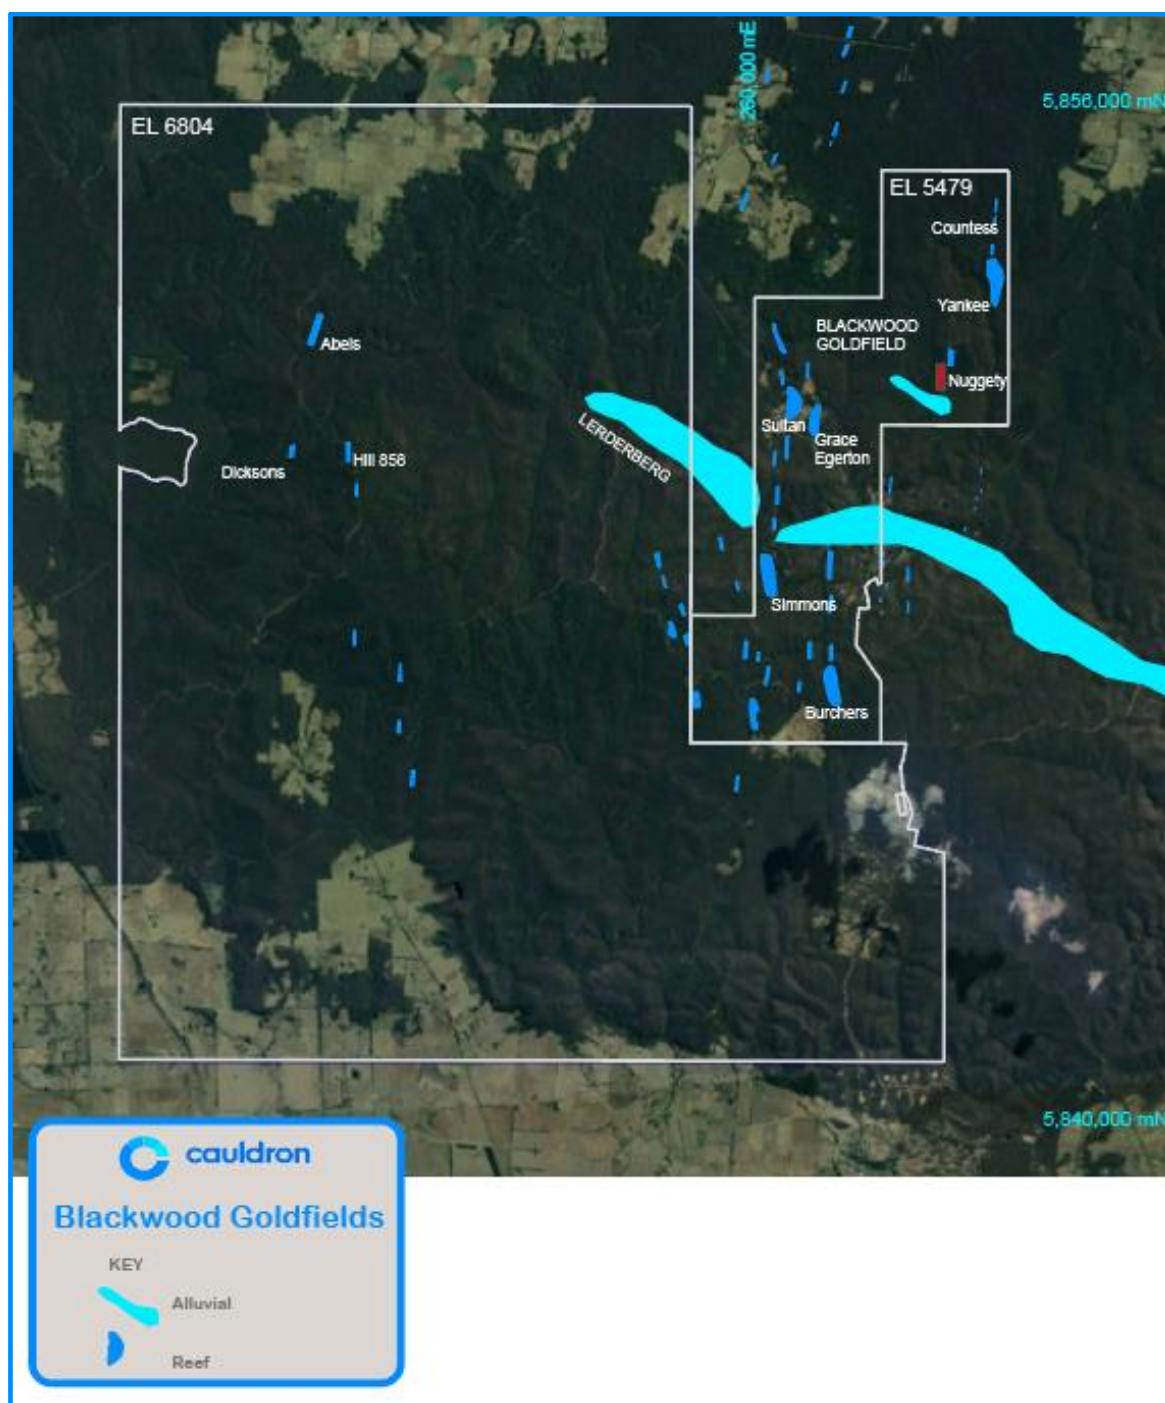 260,000 mE
5,856,000 mN
EL 6804
EL 5479
Countess
Yankee
BLACKWOOD
GOLDFIELD
Abels
Nuggety
LERDERBERG
Sultan
Grace
Egerton
Dicksons
Hill 858
Simmons
Burchers
5,840,000 mN
cauldron
Blackwood Goldfields
KEY
Alluvial
Reef